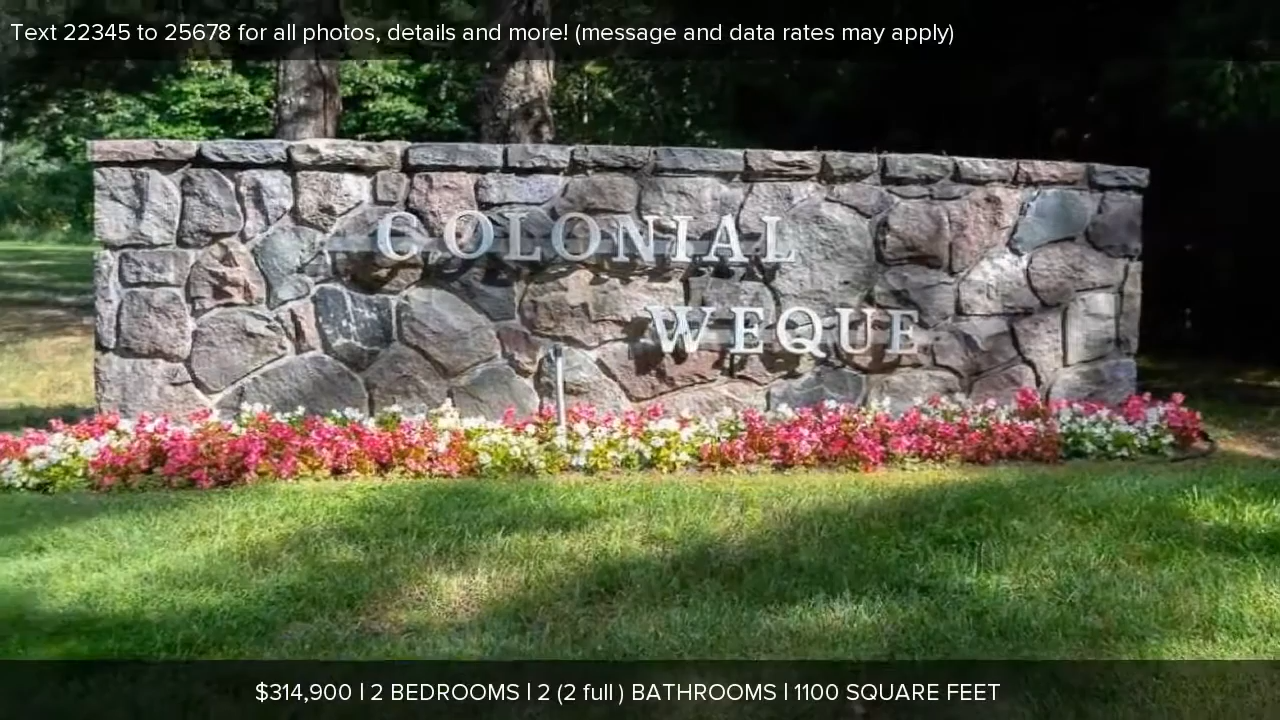 Text 22345 to 25678 for all photos, details and more! (message and data rates may apply)
COLONIAL
WEQUE
$314,900 | 2 BEDROOMS | 2 (2 full ) BATHROOMS | 1100 SQUARE FEET